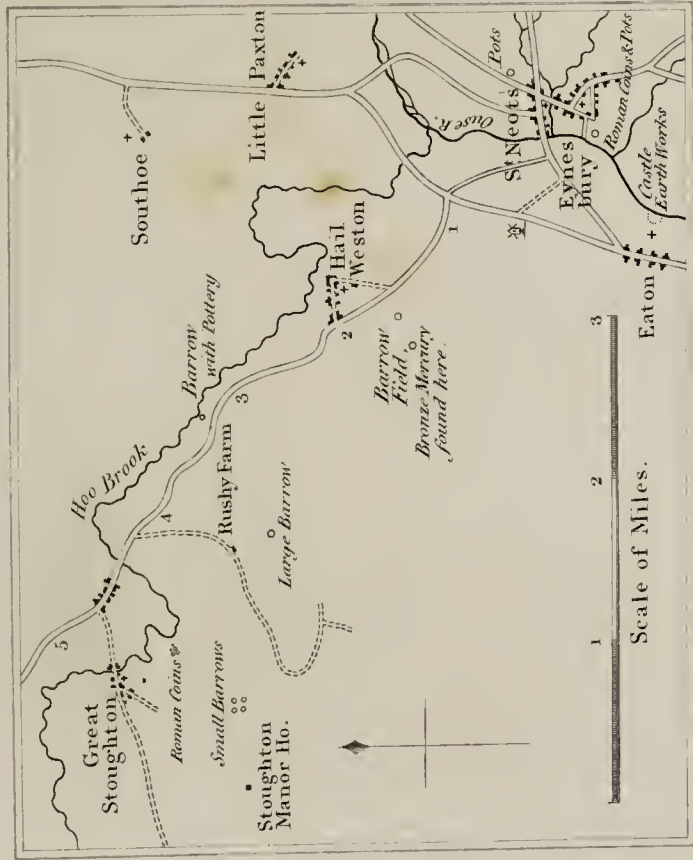 Southoe
Little Paxton
Hoo Brook
Barrow
with Pottery
5
4
3
2
1
Great
Stoughton
Roman Coins
Small Barrows
Stoughton
Manor Ho.
Rushy Farm
Large Barrow
Hail
Weston
Barrow
Field,
Bronze Mercury
found here.
Ouse R.
St. Neots
Pots
Eynes
bury
Roman Coins & Pots
Castle
Earth Works
Eaton
1 2 3
Scale of Miles.